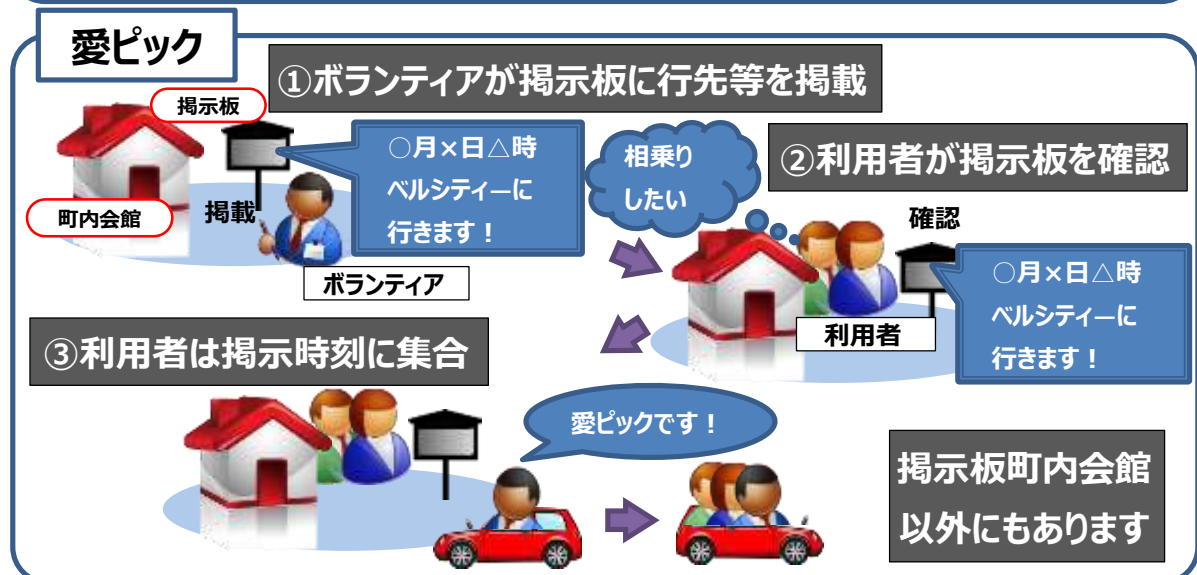 愛ピック
①ボランティアが掲示板に行先等を掲載
掲示板
町内会館
掲載
○月×日△時
ベルシティ―に
行きます！
ボランティア
相乗り
したい
②利用者が掲示板を確認
確認
○月×日△時
ベルシティ―に
行きます！
利用者
③利用者は掲示時刻に集合
愛ピックです！
掲示板町内会館
以外にもあります